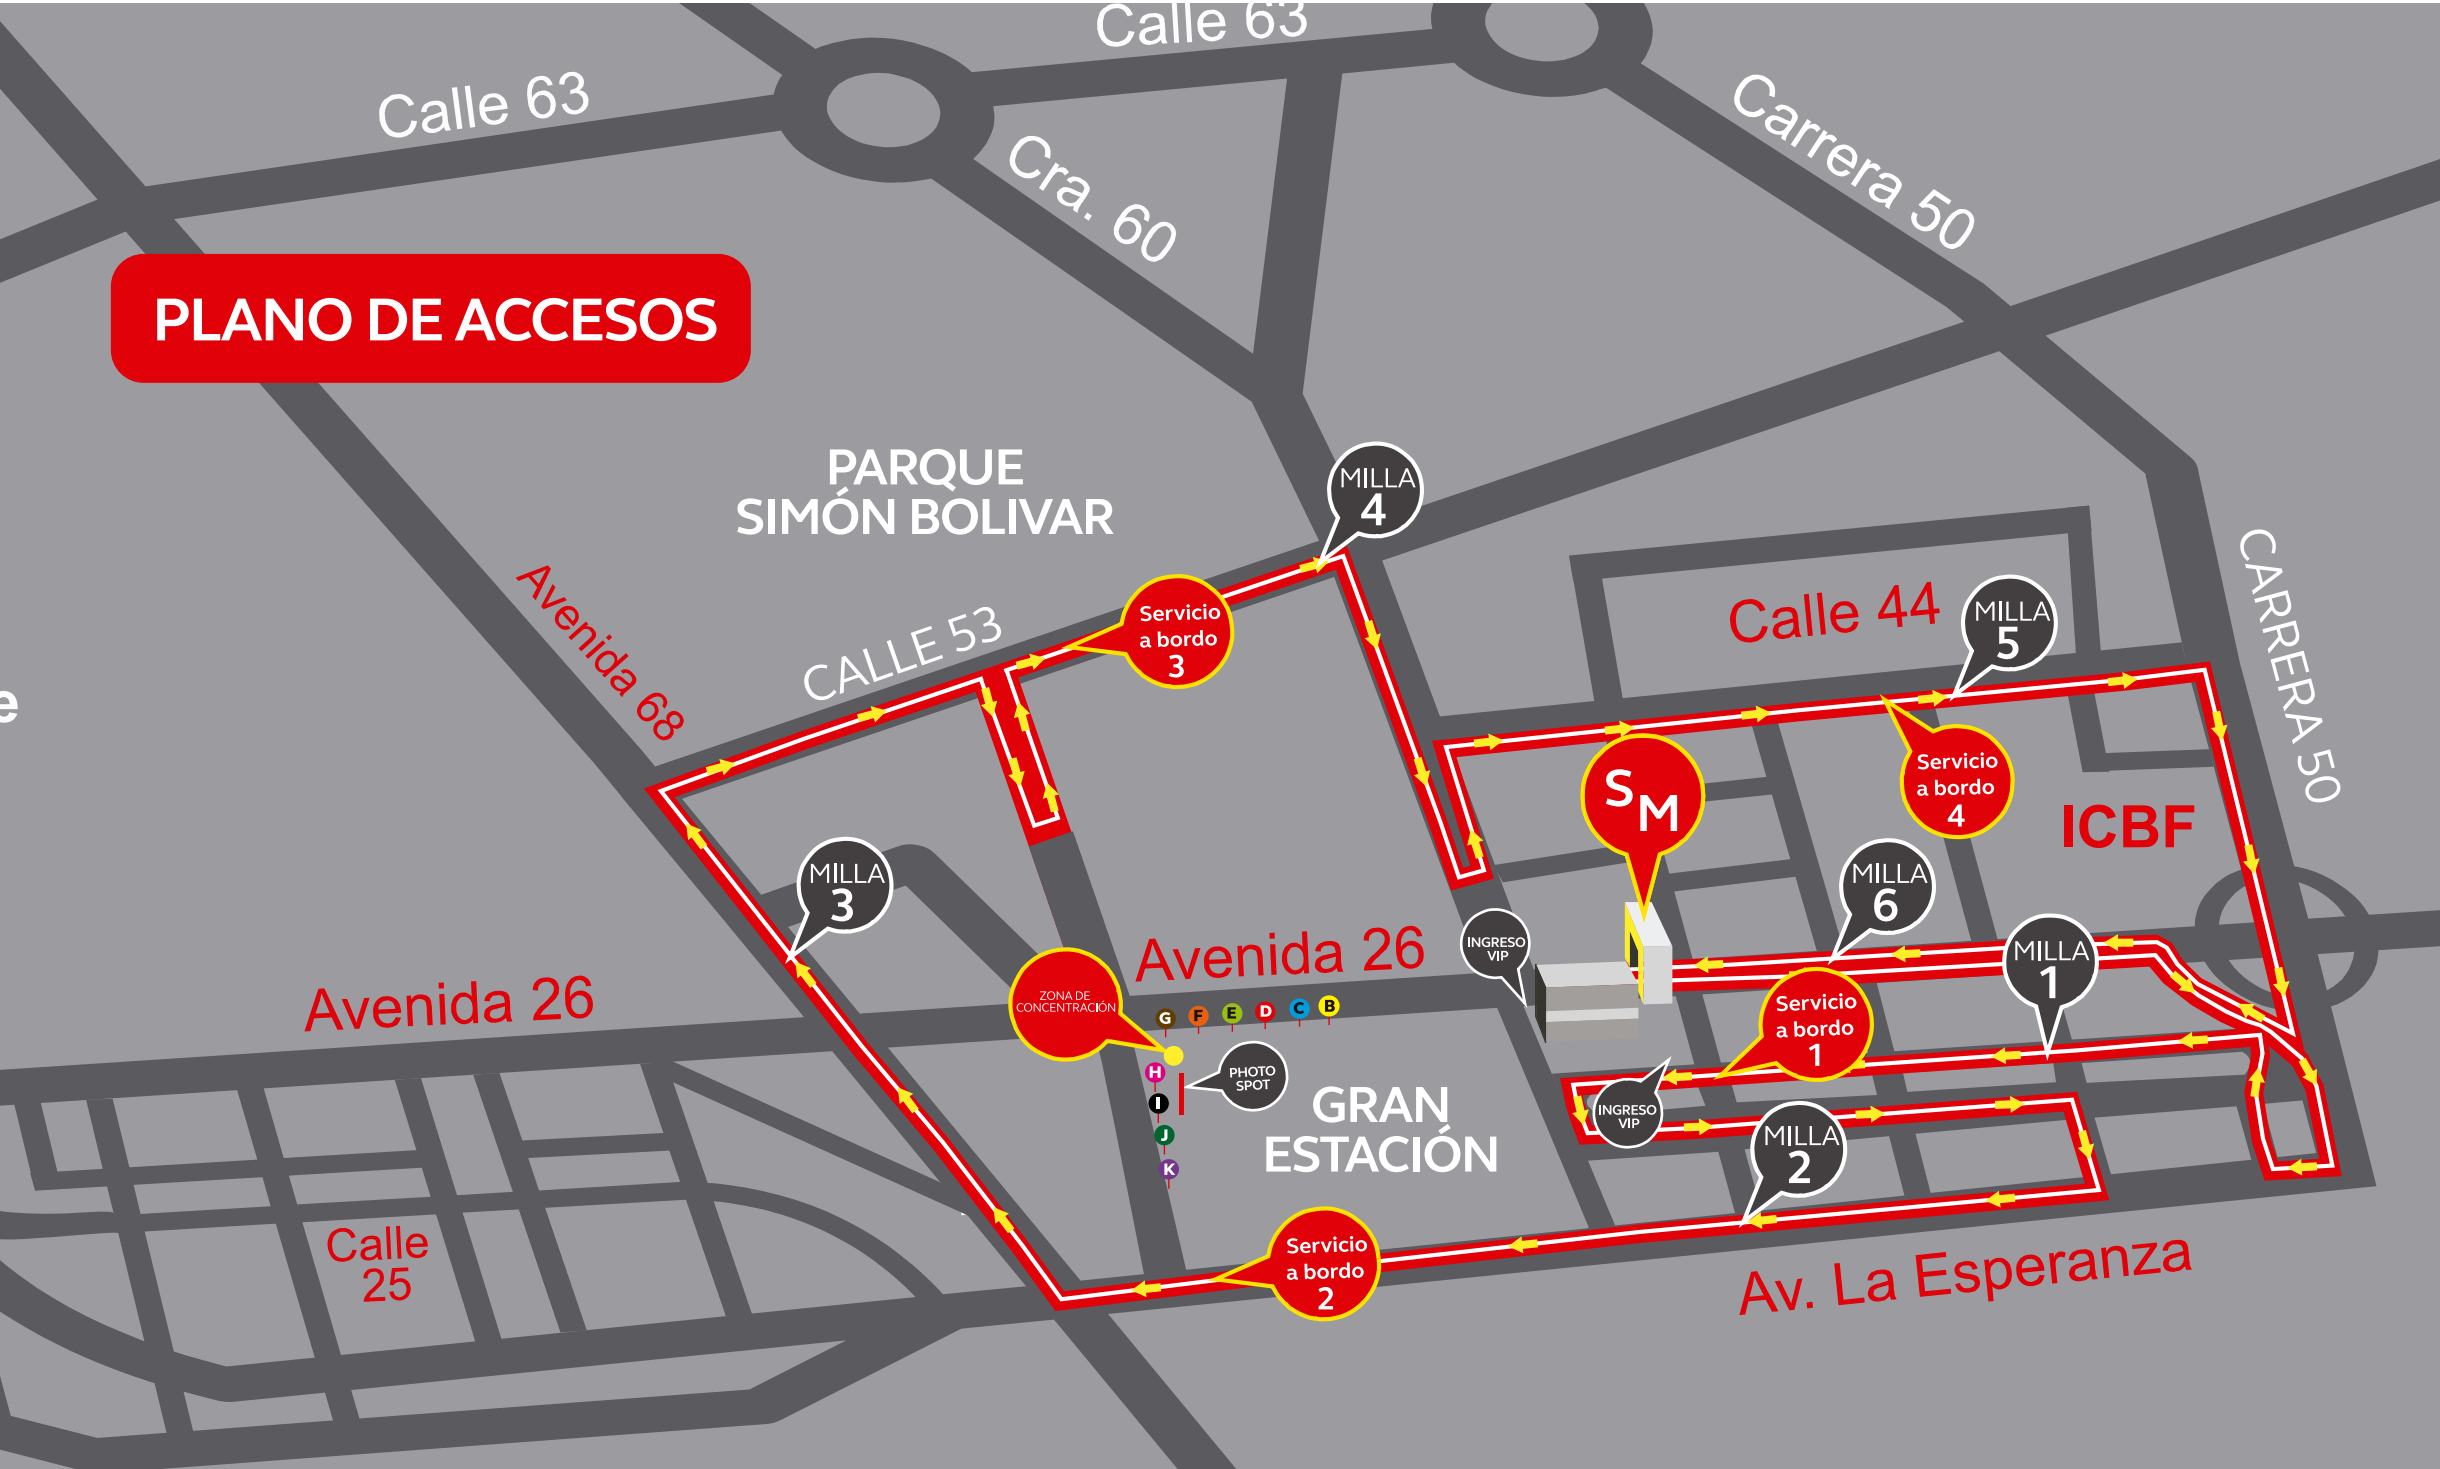 Calle 63
Calle 63
Cra. 60
Carrera 50
PLANO DE ACCESOS
PARQUE
SIMÓN BOLIVAR
MILLA
4
Avenida 68
CALLE 53
Servicio
a bordo
3
Calle 44
MILLA
5
CARRERA 50
e
S
M
Servicio
a bordo
4
ICBF
MILLA
3
MILLA
6
INGRESO
VIP
Avenida 26
Avenida 26
ZONA DE
CONCENTRACIÓN
MILLA
1
G F E D C B
Servicio
a bordo
1
H
PHOTO
SPOT
I
J
K
GRAN
ESTACIÓN
INGRESO
VIP
MILLA
2
Calle
25
Servicio
a bordo
2
Av. La Esperanza